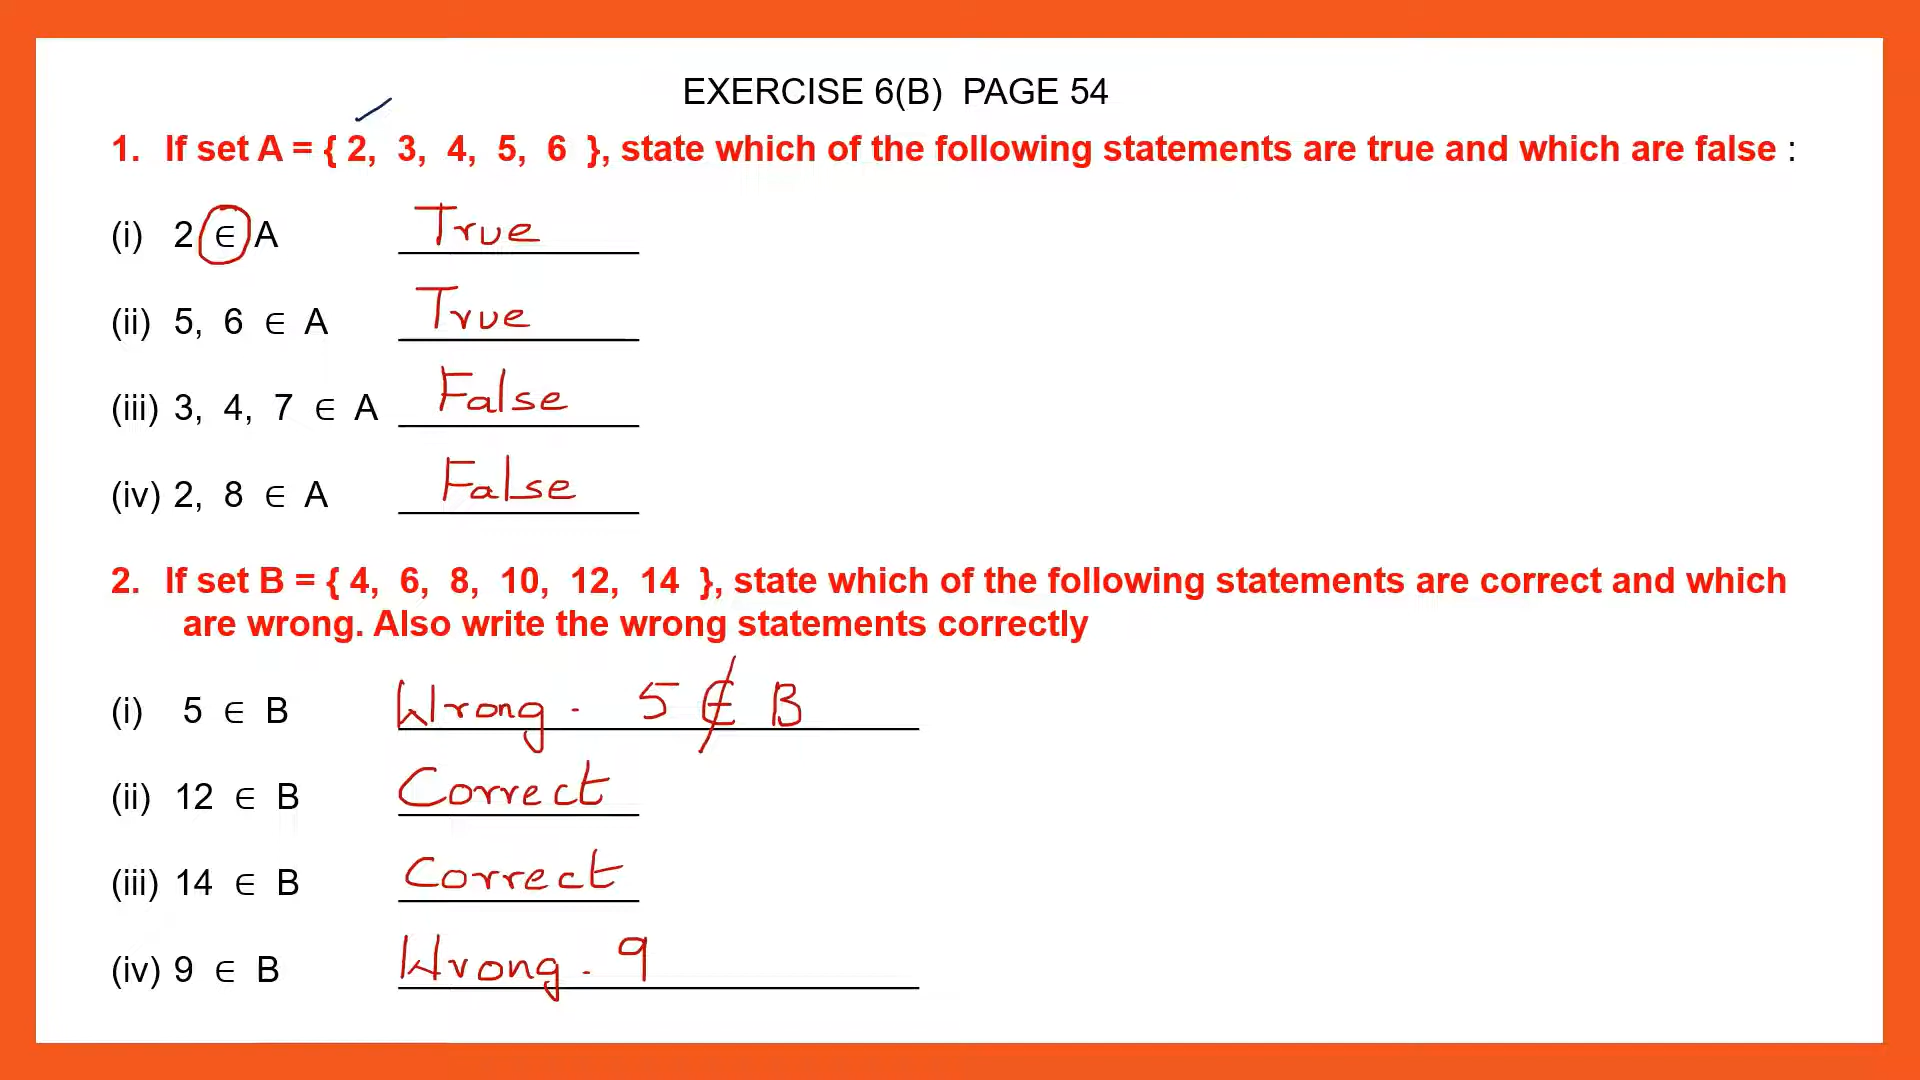 EXERCISE 6(B) PAGE 54
1. If set A = { 2, 3, 4, 5, 6 }, state which of the following statements are true and which are false :
(i) 2 ∈ A True
(ii) 5, 6 ∈ A True
(iii) 3, 4, 7 ∈ A False
(iv) 2, 8 ∈ A False
2. If set B = { 4, 6, 8, 10, 12, 14 }, state which of the following statements are correct and which
are wrong. Also write the wrong statements correctly
(i) 5 ∈ B Wrong. 5 ∉ B
(ii) 12 ∈ B Correct
(iii) 14 ∈ B Correct
(iv) 9 ∈ B Wrong. 9